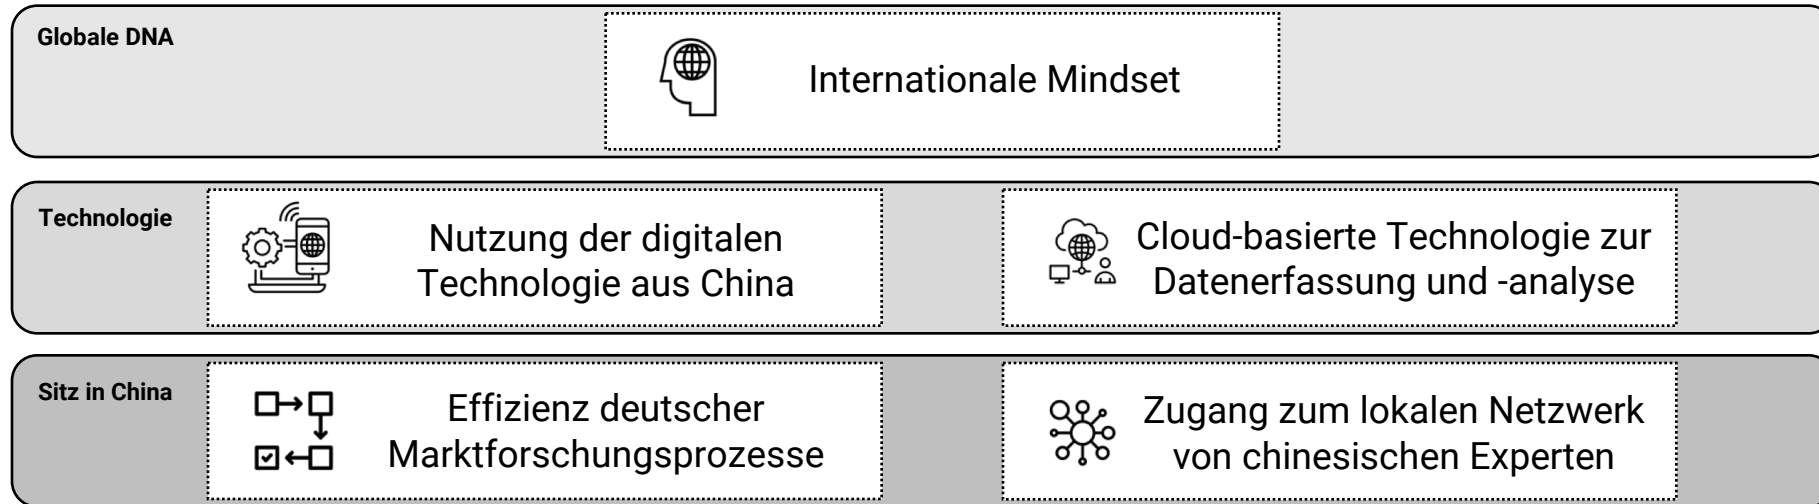 Globale DNA
Internationale Mindset
Technologie
Nutzung der digitalen
Technologie aus China
Cloud-basierte Technologie zur
Datenerfassung und -analyse
Sitz in China
Effizienz deutscher
Marktforschungsprozesse
Zugang zum lokalen Netzwerk
von chinesischen Experten